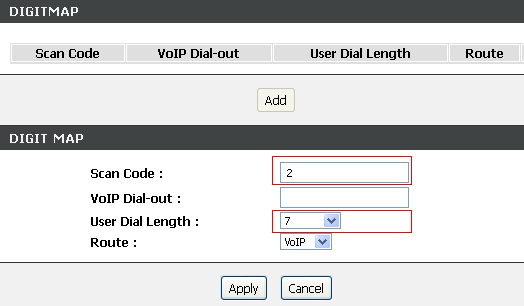 DIGITMAP
Scan Code VoIP Dial-out User Dial Length Route
Add
DIGIT MAP
Scan Code : 2
VoIP Dial-out :
User Dial Length : 7
Route : VoIP
Apply Cancel